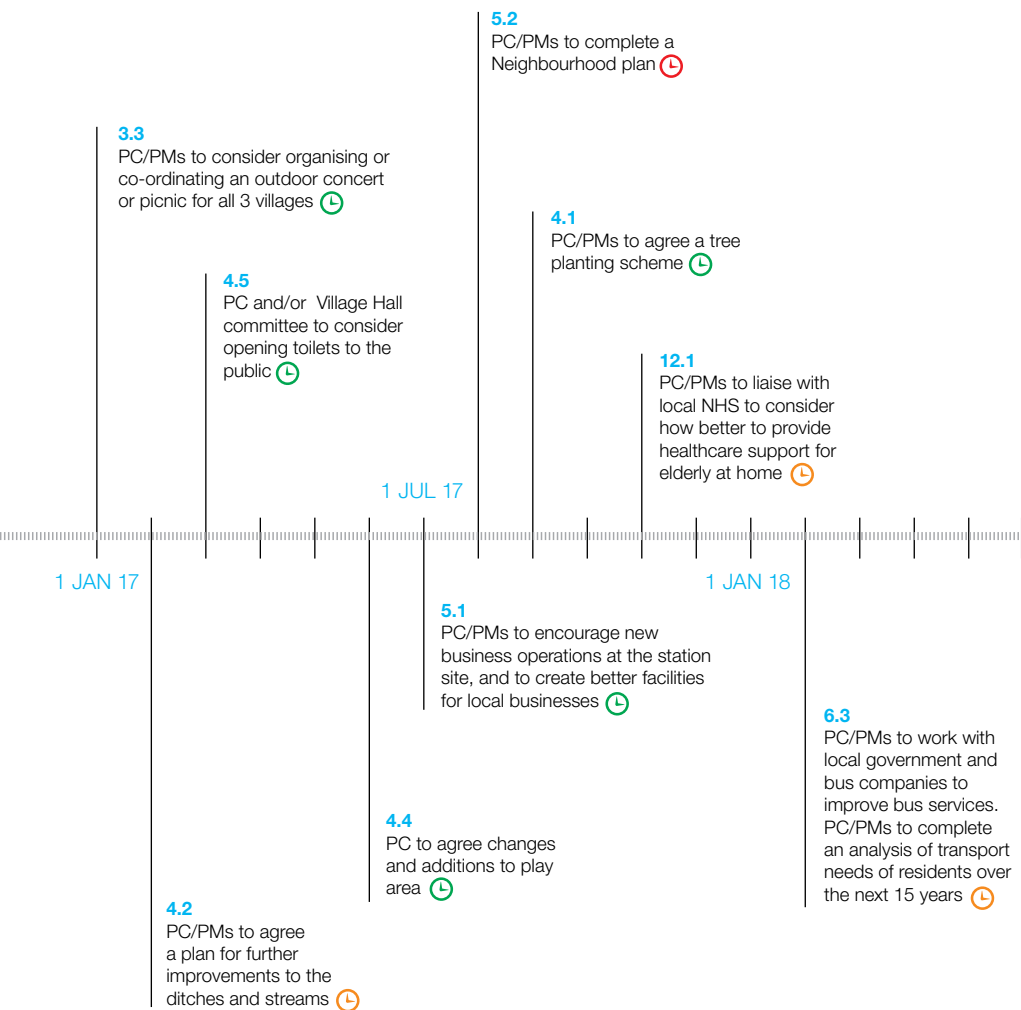 5.2
PC/PMs to complete a
Neighbourhood plan
3.3
PC/PMs to consider organising or
co-ordinating an outdoor concert
or picnic for all 3 villages
4.1
PC/PMs to agree a tree
planting scheme
4.5
PC and/or  Village Hall
committee to consider
opening toilets to the
public
12.1
PC/PMs to liaise with
local NHS to consider
how better to provide
healthcare support for
elderly at home
1 JUL 17
1 JAN 17
1 JAN 18
5.1
PC/PMs to encourage new
business operations at the station
site, and to create better facilities
for local businesses
6.3
PC/PMs to work with
local government and
bus companies to
improve bus services.
PC/PMs to complete
an analysis of transport
needs of residents over
the next 15 years
4.4
PC to agree changes
and additions to play
area
4.2
PC/PMs to agree
a plan for further
improvements to the
ditches and streams